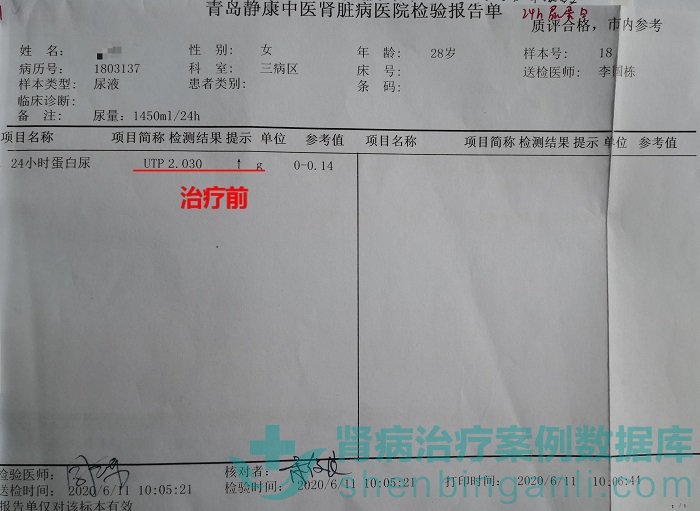 青岛静康中医肾脏病医院检验报告单
24h尿蛋白
质评合格，市内参考
姓 名: 性 别: 女 年 龄: 28岁 样本号: 18
病历号: 1803137 科 室: 三病区 床 号: 送检医师: 李国栋
样本类型: 尿液 患者类别: 条 码:
临床诊断:
备 注: 尿量: 1450ml/24h
项目名称 项目简称 检测结果 提示 单位 参考值 项目名称 项目简称 检测结果 提示 单位 参考值
24小时蛋白尿 UTP 2.030 ↑ g 0-0.14
治疗前
肾病治疗案例数据库
shenbinganli.com
检验医师: 核对者:
送检时间: 2020/6/11 10:05:21 检验时间: 2020/6/11 10:05:21 打印时间: 2020/6/11 10:06:44
报告单仅对该标本有效 1/1